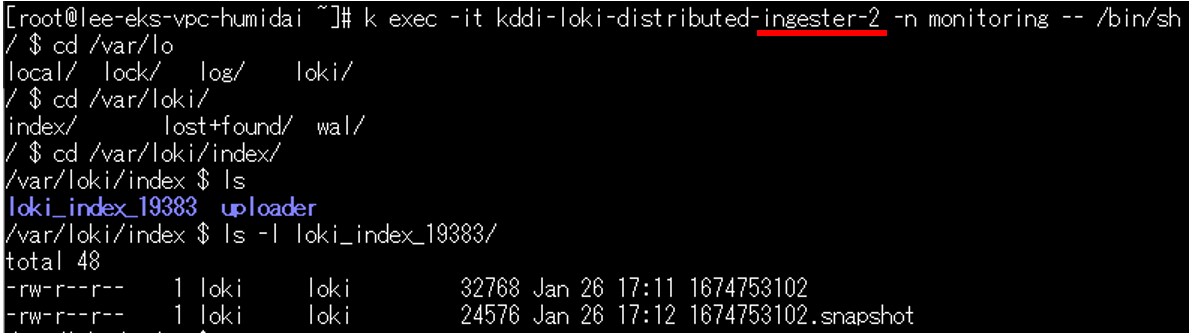 [root@lee-eks-vpc-humidai ~]# k exec -it kddi-loki-distributed-ingester-2 -n monitoring -- /bin/sh
/ $ cd /var/lo
local/ lock/ log/ loki/
/ $ cd /var/loki/
index/ lost+found/ wal/
/ $ cd /var/loki/index/
/var/loki/index $ ls
loki_index_19383 uploader
/var/loki/index $ ls -l loki_index_19383/
total 48
-rw-r--r-- 1 loki loki 32768 Jan 26 17:11 1674753102
-rw-r--r-- 1 loki loki 24576 Jan 26 17:12 1674753102.snapshot